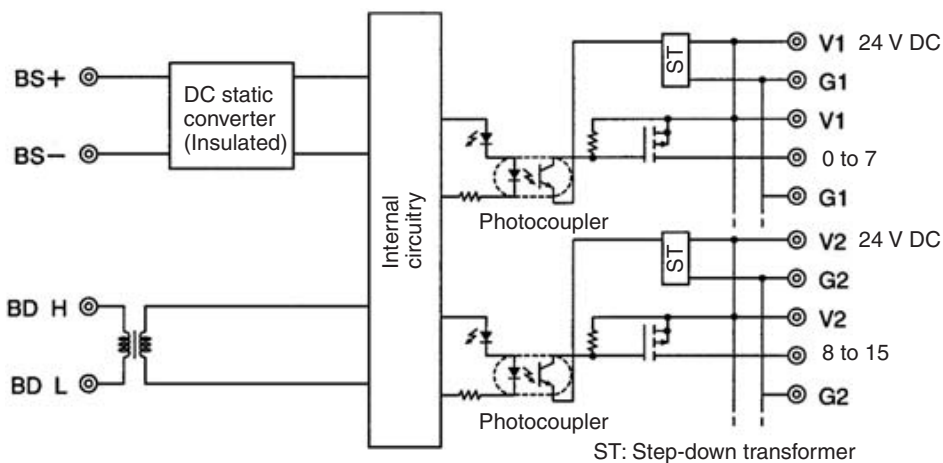 BS+
BS−
DC static
converter
(Insulated)
BD H
BD L
Internal
circuitry
Photocoupler
ST
V1 24 V DC
G1
V1
0 to 7
G1
Photocoupler
ST
V2 24 V DC
G2
V2
8 to 15
G2
ST: Step-down transformer